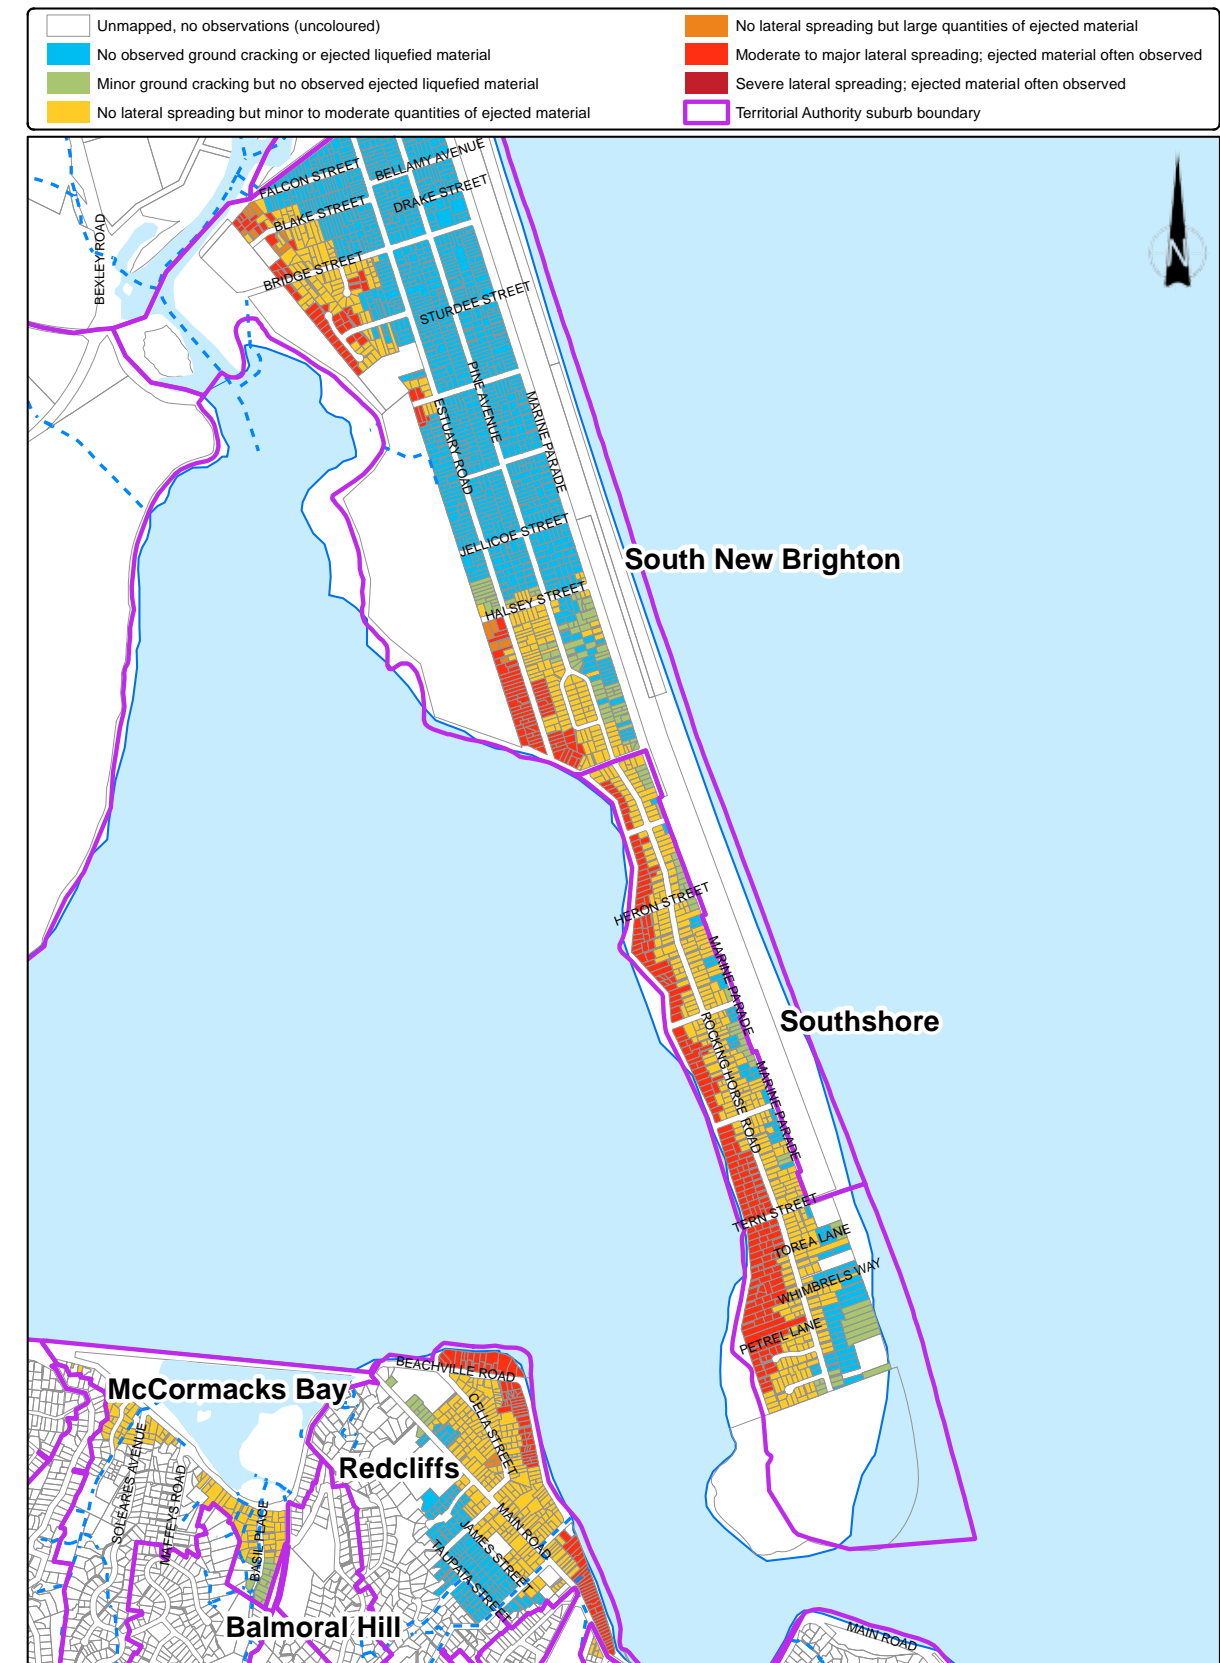 Unmapped, no observations (uncoloured)
No observed ground cracking or ejected liquefied material
Minor ground cracking but no observed ejected liquefied material
No lateral spreading but minor to moderate quantities of ejected material
No lateral spreading but large quantities of ejected material
Moderate to major lateral spreading; ejected material often observed
Severe lateral spreading; ejected material often observed
Territorial Authority suburb boundary
BELLAMY AVENUE
FALCON STREET
DRAKE STREET
BLAKE STREET
N
BEXLEY ROAD
BRIDGE STREET
STURDEE STREET
PINE AVENUE
MARINE PARADE
ESTUARY ROAD
JELLICOE STREET
South New Brighton
HALSEY STREET
HERON STREET
MARINE PARADE
Southshore
ROCKING HORSE ROAD
MARINE PARADE
TERN STREET
TOREA LANE
WHIMBRELS WAY
PETREL LANE
BEACHVILLE ROAD
McCormacks Bay
CELIA STREET
SOLEARES AVENUE
Redcliffs
MAFFEYS ROAD
BASIL PLACE
MAIN ROAD
JAMES STREET
TAUPATA STREET
Balmoral Hill
MAIN ROAD